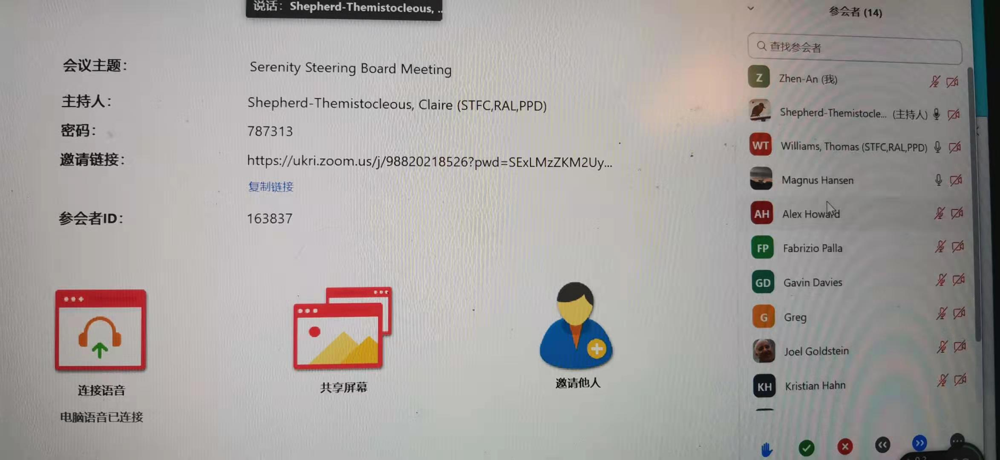 说话: Shepherd-Themistocleous, ...
会议主题:
Serenity Steering Board Meeting
主持人:
Shepherd-Themistocleous, Claire (STFC,RAL,PPD)
密码:
787313
邀请链接:
https://ukri.zoom.us/j/98820218526?pwd=SExLMzZKM2Uy...
复制链接
参会者ID:
163837
连接语音
电脑语音已连接
共享屏幕
邀请他人
参会者 (14)
查找参会者
Z
Zhen-An (我)
Shepherd-Themistocle... (主持人)
WT
Williams, Thomas (STFC,RAL,PPD)
Magnus Hansen
AH
Alex Howard
FP
Fabrizio Palla
GD
Gavin Davies
G
Greg
Joel Goldstein
KH
Kristian Hahn